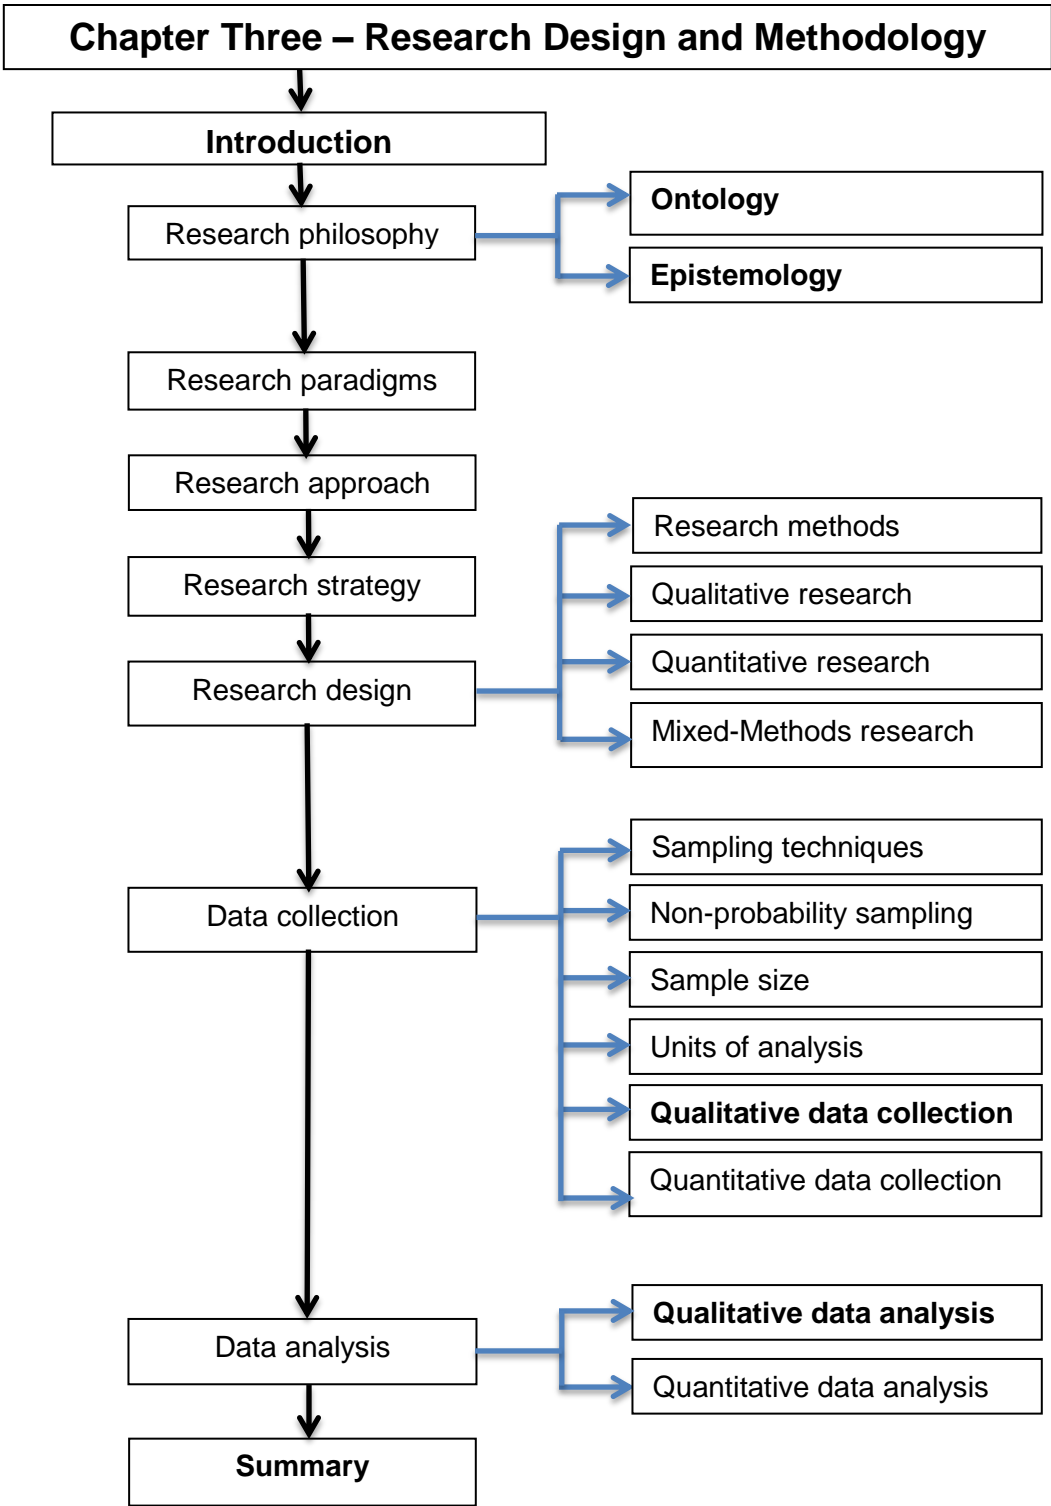 Chapter Three – Research Design and Methodology
Introduction
Research philosophy
Ontology
Epistemology
Research paradigms
Research approach
Research strategy
Research design
Research methods
Qualitative research
Quantitative research
Mixed-Methods research
Data collection
Sampling techniques
Non-probability sampling
Sample size
Units of analysis
Qualitative data collection
Quantitative data collection
Data analysis
Qualitative data analysis
Quantitative data analysis
Summary